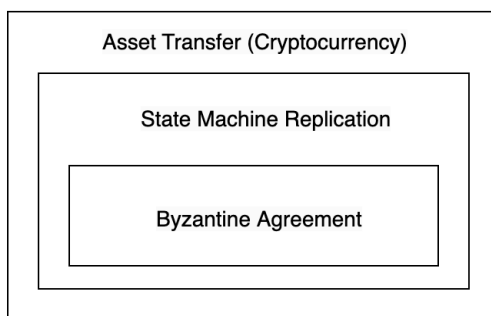 Asset Transfer (Cryptocurrency)
State Machine Replication
Byzantine Agreement